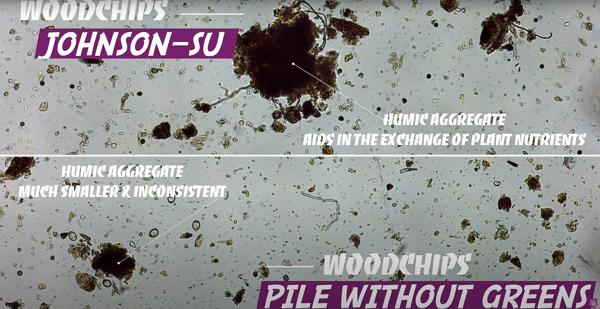 WOODCHIPS
JOHNSON-SU
HUMIC AGGREGATE
AIDS IN THE EXCHANGE OF PLANT NUTRIENTS
HUMIC AGGREGATE
MUCH SMALLER & INCONSISTENT
WOODCHIPS
PILE WITHOUT GREENS